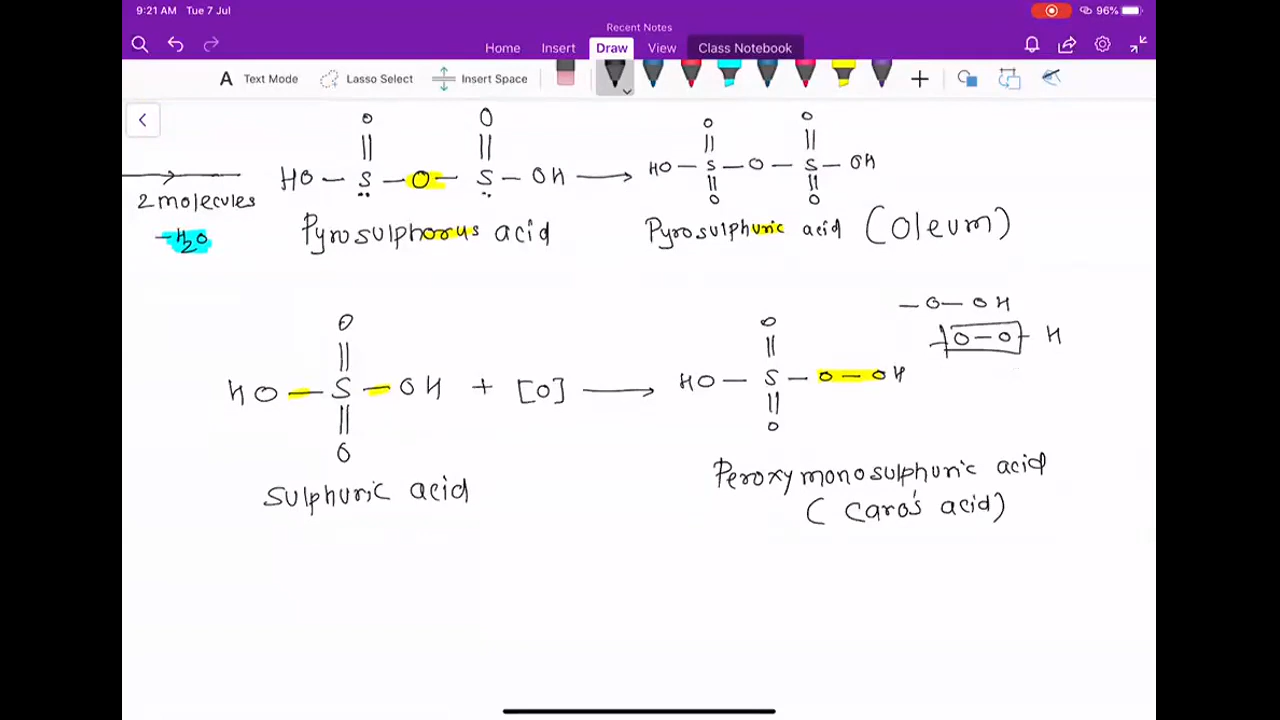 9:21 AM Tue 7 Jul
96%
Recent Notes
Home Insert Draw View Class Notebook
Text Mode Lasso Select Insert Space
O O O O
HO — S — O — S — OH → HO — S — O — S — OH
O O
2 molecules
-H2O
Pyrosulphorus acid
Pyrosulphuric acid (Oleum)
— O — OH
O — O H
O O
HO — S — OH + [O] → HO — S — O — OH
O O
Sulphuric acid
Peroxymonosulphuric acid
(Caro's acid)